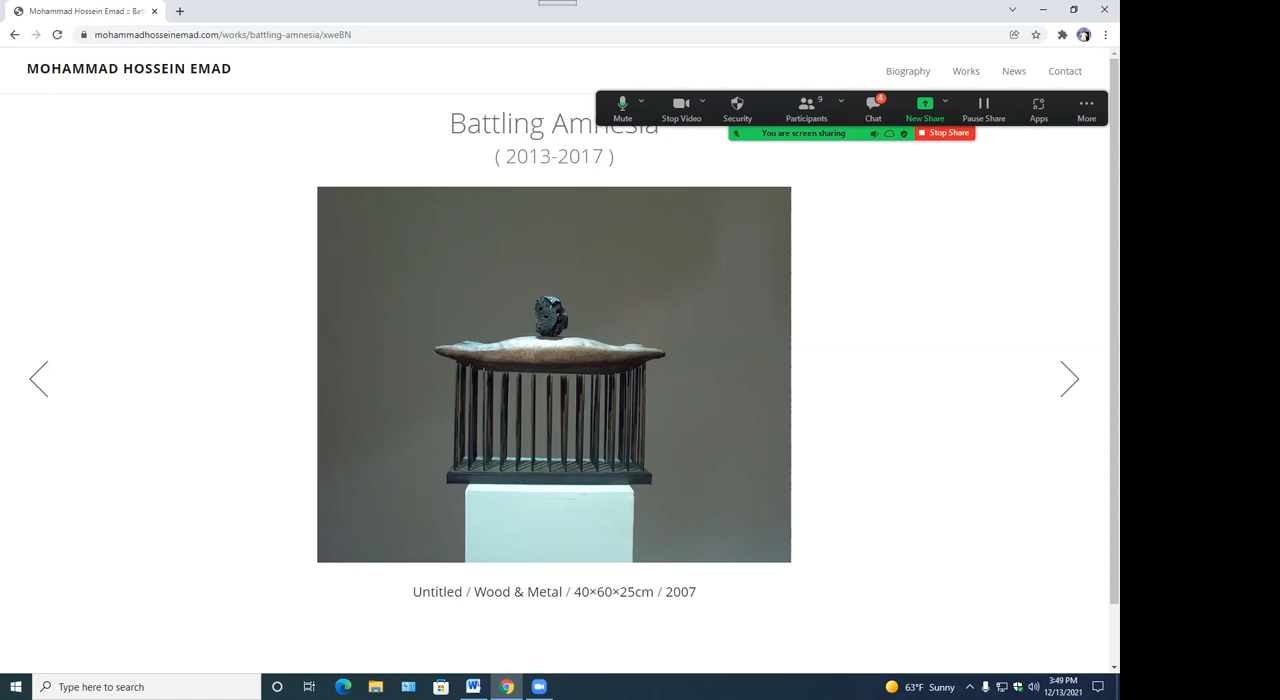 Mohammad Hossein Emad :: Bat
mohammadhosseinemad.com/works/battling-amnesia/xweBN
MOHAMMAD HOSSEIN EMAD
Biography
Works
News
Contact
9
4
Mute
Stop Video
Security
Participants
Chat
New Share
Pause Share
Apps
More
You are screen sharing
Stop Share
Battling Amnesia
( 2013-2017 )
Untitled / Wood & Metal / 40×60×25cm / 2007
Type here to search
63°F Sunny
3:49 PM
12/13/2021